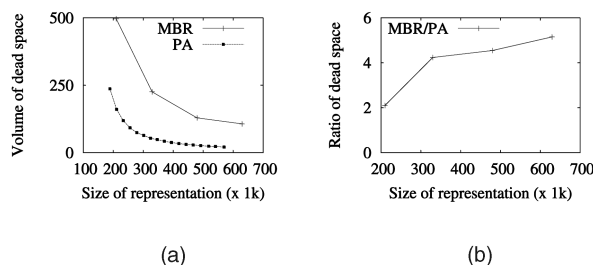 500
250
0
Volume of dead space
MBR
PA
100 200 300 400 500 600 700
Size of representation (x 1k)
(a)
6
4
2
0
Ratio of dead space
MBR/PA
200 300 400 500 600 700
Size of representation (x 1k)
(b)